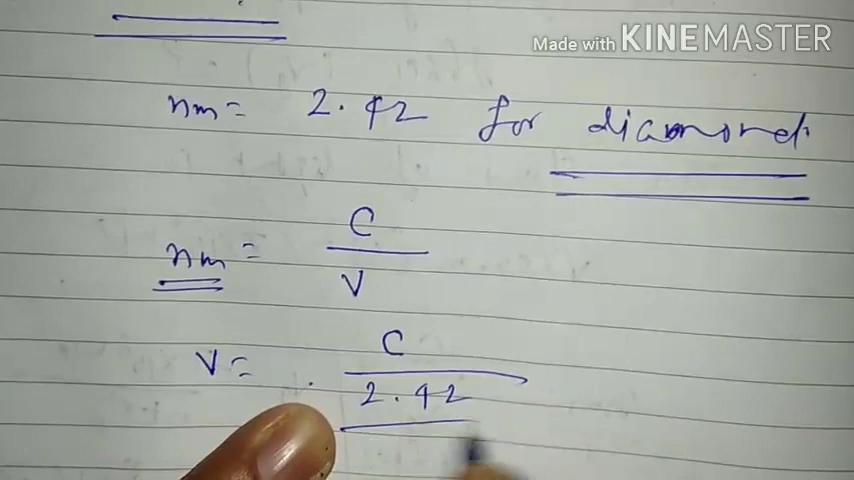 Made with KINEMASTER
nm = 2.42 for diamond.
nm = C
V
V = C
2.42